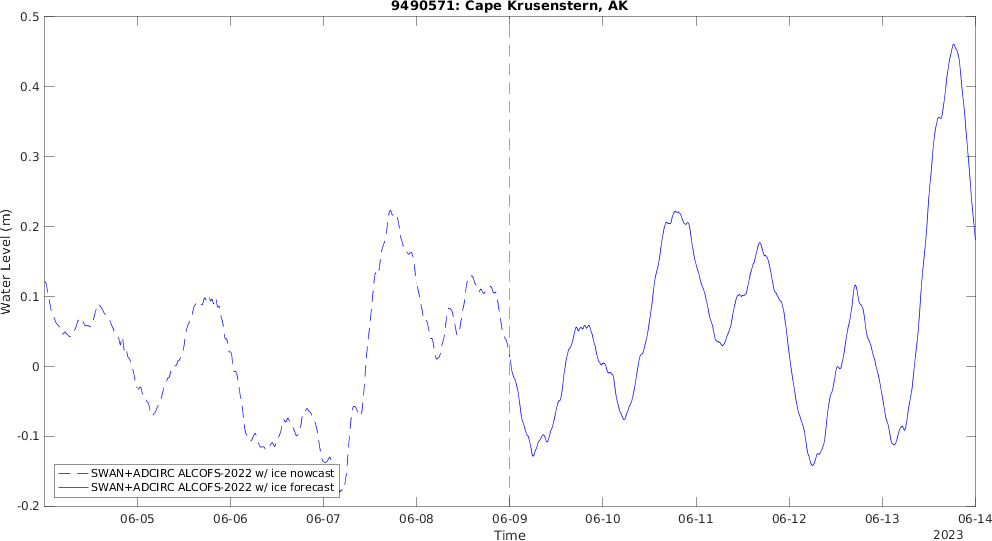 9490571: Cape Krusenstern, AK
0.5
0.4
0.3
0.2
0.1
0
-0.1
-0.2
Water Level (m)
SWAN+ADCIRC ALCOFS-2022 w/ ice nowcast
SWAN+ADCIRC ALCOFS-2022 w/ ice forecast
06-05 06-06 06-07 06-08 06-09 06-10 06-11 06-12 06-13 06-14
Time
2023